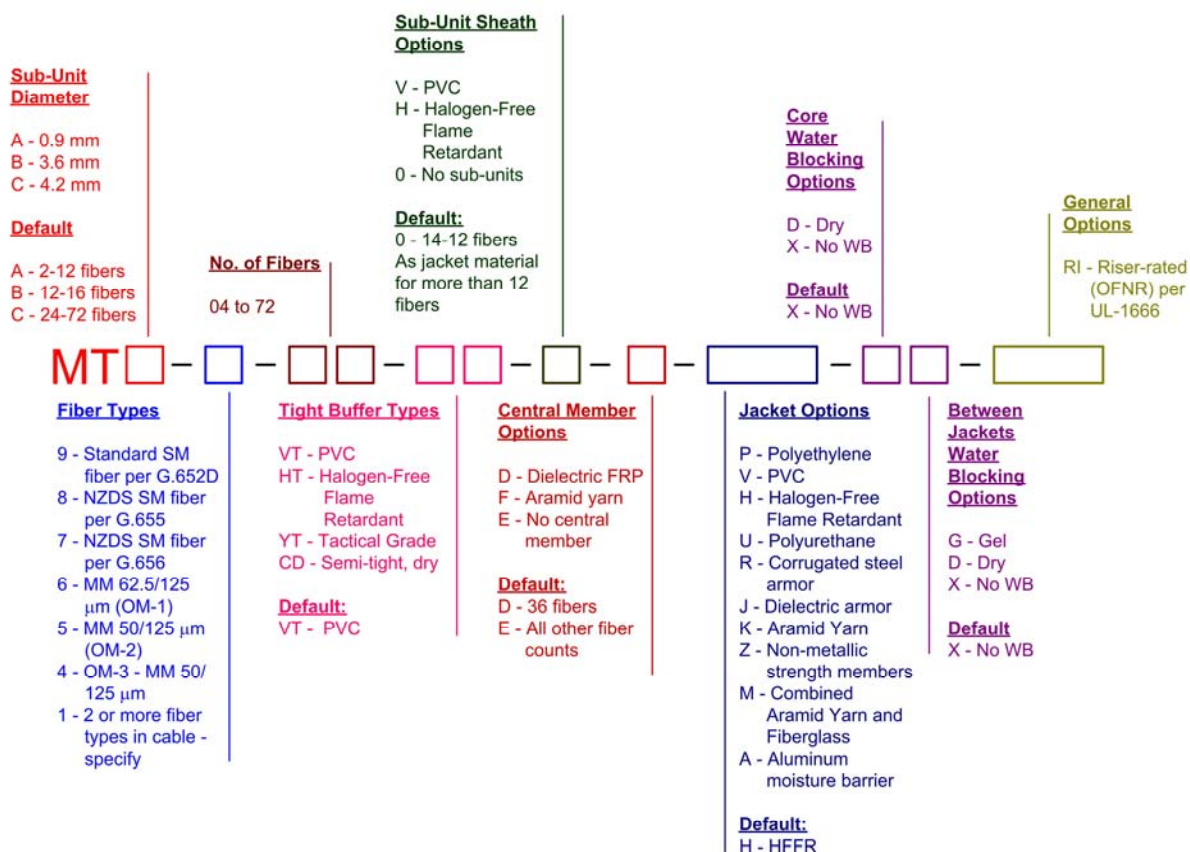 Sub-Unit
Diameter
A - 0.9 mm
B - 3.6 mm
C - 4.2 mm
Default
A - 2-12 fibers
B - 12-16 fibers
C - 24-72 fibers
No. of Fibers
04 to 72
Sub-Unit Sheath
Options
V - PVC
H - Halogen-Free
Flame
Retardant
0 - No sub-units
Default:
0 - 14-12 fibers
As jacket material
for more than 12
fibers
Core
Water
Blocking
Options
D - Dry
X - No WB
Default
X - No WB
General
Options
RI - Riser-rated
(OFNR) per
UL-1666
MT - - - - - - - -
Fiber Types
9 - Standard SM
fiber per G.652D
8 - NZDS SM fiber
per G.655
7 - NZDS SM fiber
per G.656
6 - MM 62.5/125
μm (OM-1)
5 - MM 50/125 μm
(OM-2)
4 - OM-3 - MM 50/
125 μm
1 - 2 or more fiber
types in cable -
specify
Tight Buffer Types
VT - PVC
HT - Halogen-Free
Flame
Retardant
YT - Tactical Grade
CD - Semi-tight, dry
Default:
VT - PVC
Central Member
Options
D - Dielectric FRP
F - Aramid yarn
E - No central
member
Default:
D - 36 fibers
E - All other fiber
counts
Jacket Options
P - Polyethylene
V - PVC
H - Halogen-Free
Flame Retardant
U - Polyurethane
R - Corrugated steel
armor
J - Dielectric armor
K - Aramid Yarn
Z - Non-metallic
strength members
M - Combined
Aramid Yarn and
Fiberglass
A - Aluminum
moisture barrier
Default:
H - HFFR
Between
Jackets
Water
Blocking
Options
G - Gel
D - Dry
X - No WB
Default
X - No WB